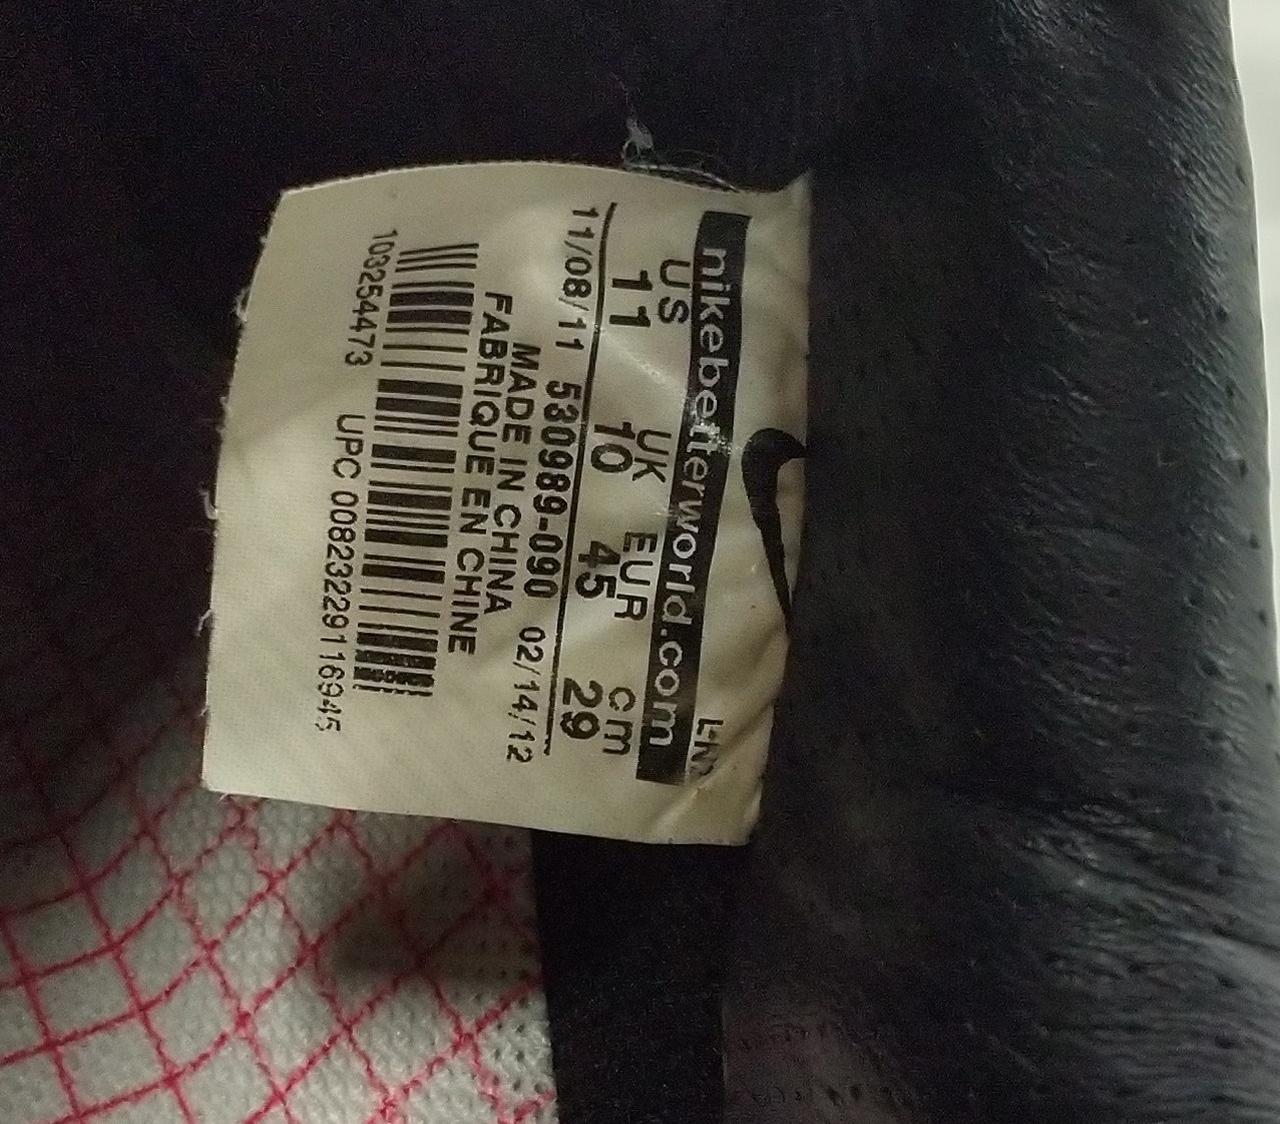 nikebetterworld.com
US UK EUR cm
11 10 45 29
11/08/11 530989-090 02/14/12
MADE IN CHINA
FABRIQUE EN CHINE
103254473 UPC 00823229116945